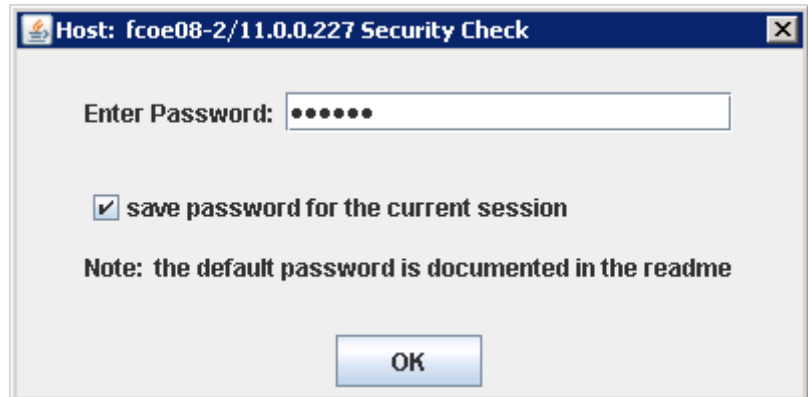 Host: fcoe08-2/11.0.0.227 Security Check
Enter Password: ••••••
save password for the current session
Note: the default password is documented in the readme
OK